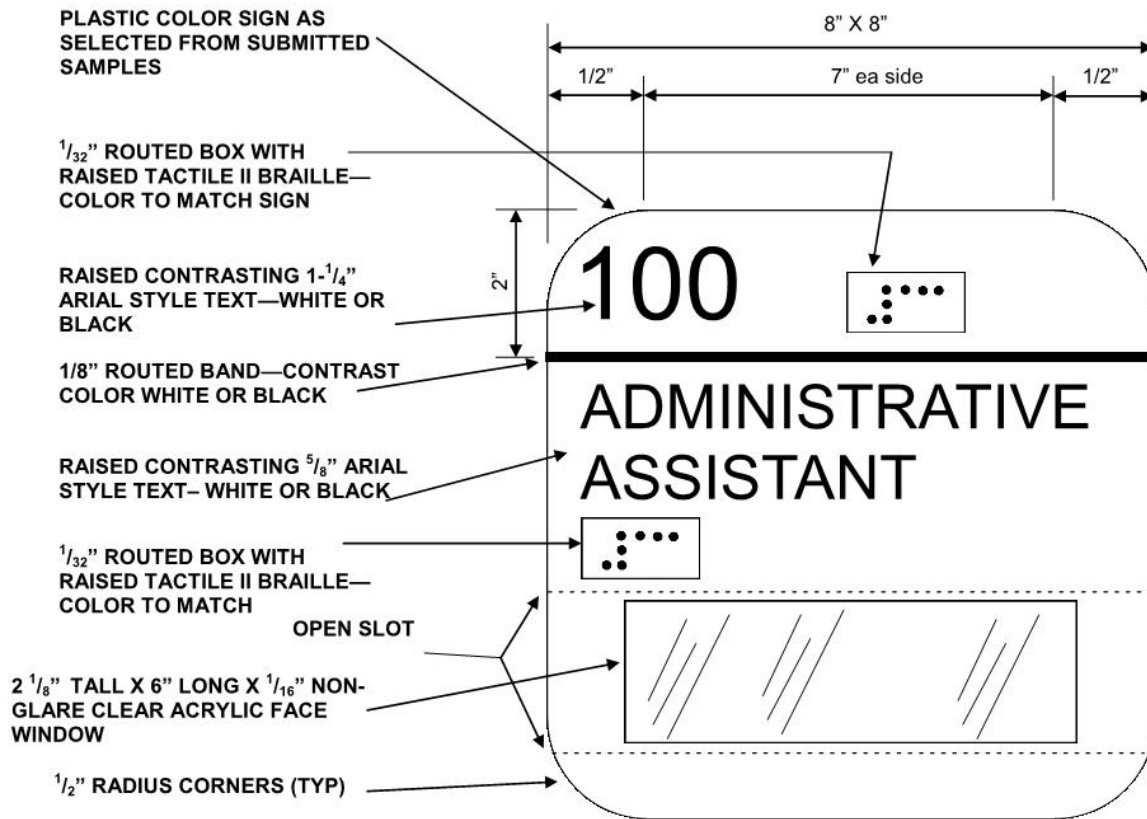 PLASTIC COLOR SIGN AS
SELECTED FROM SUBMITTED
SAMPLES
8” X 8”
1/2”
7” ea side
1/2”
1/32” ROUTED BOX WITH
RAISED TACTILE II BRAILLE—
COLOR TO MATCH SIGN
2”
100
RAISED CONTRASTING 1-1/4”
ARIAL STYLE TEXT—WHITE OR
BLACK
1/8” ROUTED BAND—CONTRAST
COLOR WHITE OR BLACK
ADMINISTRATIVE
ASSISTANT
RAISED CONTRASTING 5/8” ARIAL
STYLE TEXT– WHITE OR BLACK
1/32” ROUTED BOX WITH
RAISED TACTILE II BRAILLE—
COLOR TO MATCH
OPEN SLOT
2 1/8” TALL X 6” LONG X 1/16” NON-
GLARE CLEAR ACRYLIC FACE
WINDOW
1/2” RADIUS CORNERS (TYP)